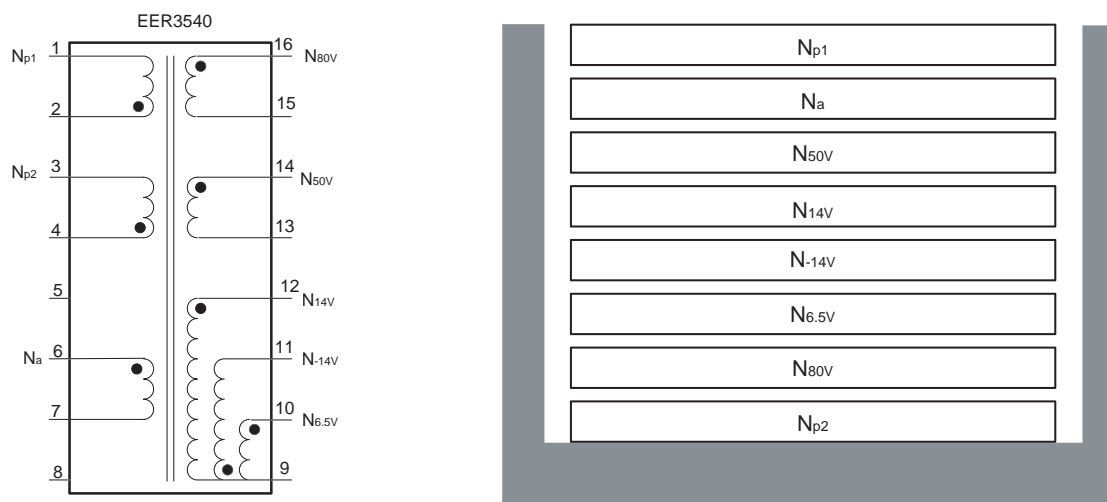 EER3540
Np1
1
2
Np2
3
4
5
Na
6
7
8
16
N80V
15
14
N50V
13
12
N14V
11
N-14V
10
N6.5V
9
Np1
Na
N50V
N14V
N-14V
N6.5V
N80V
Np2